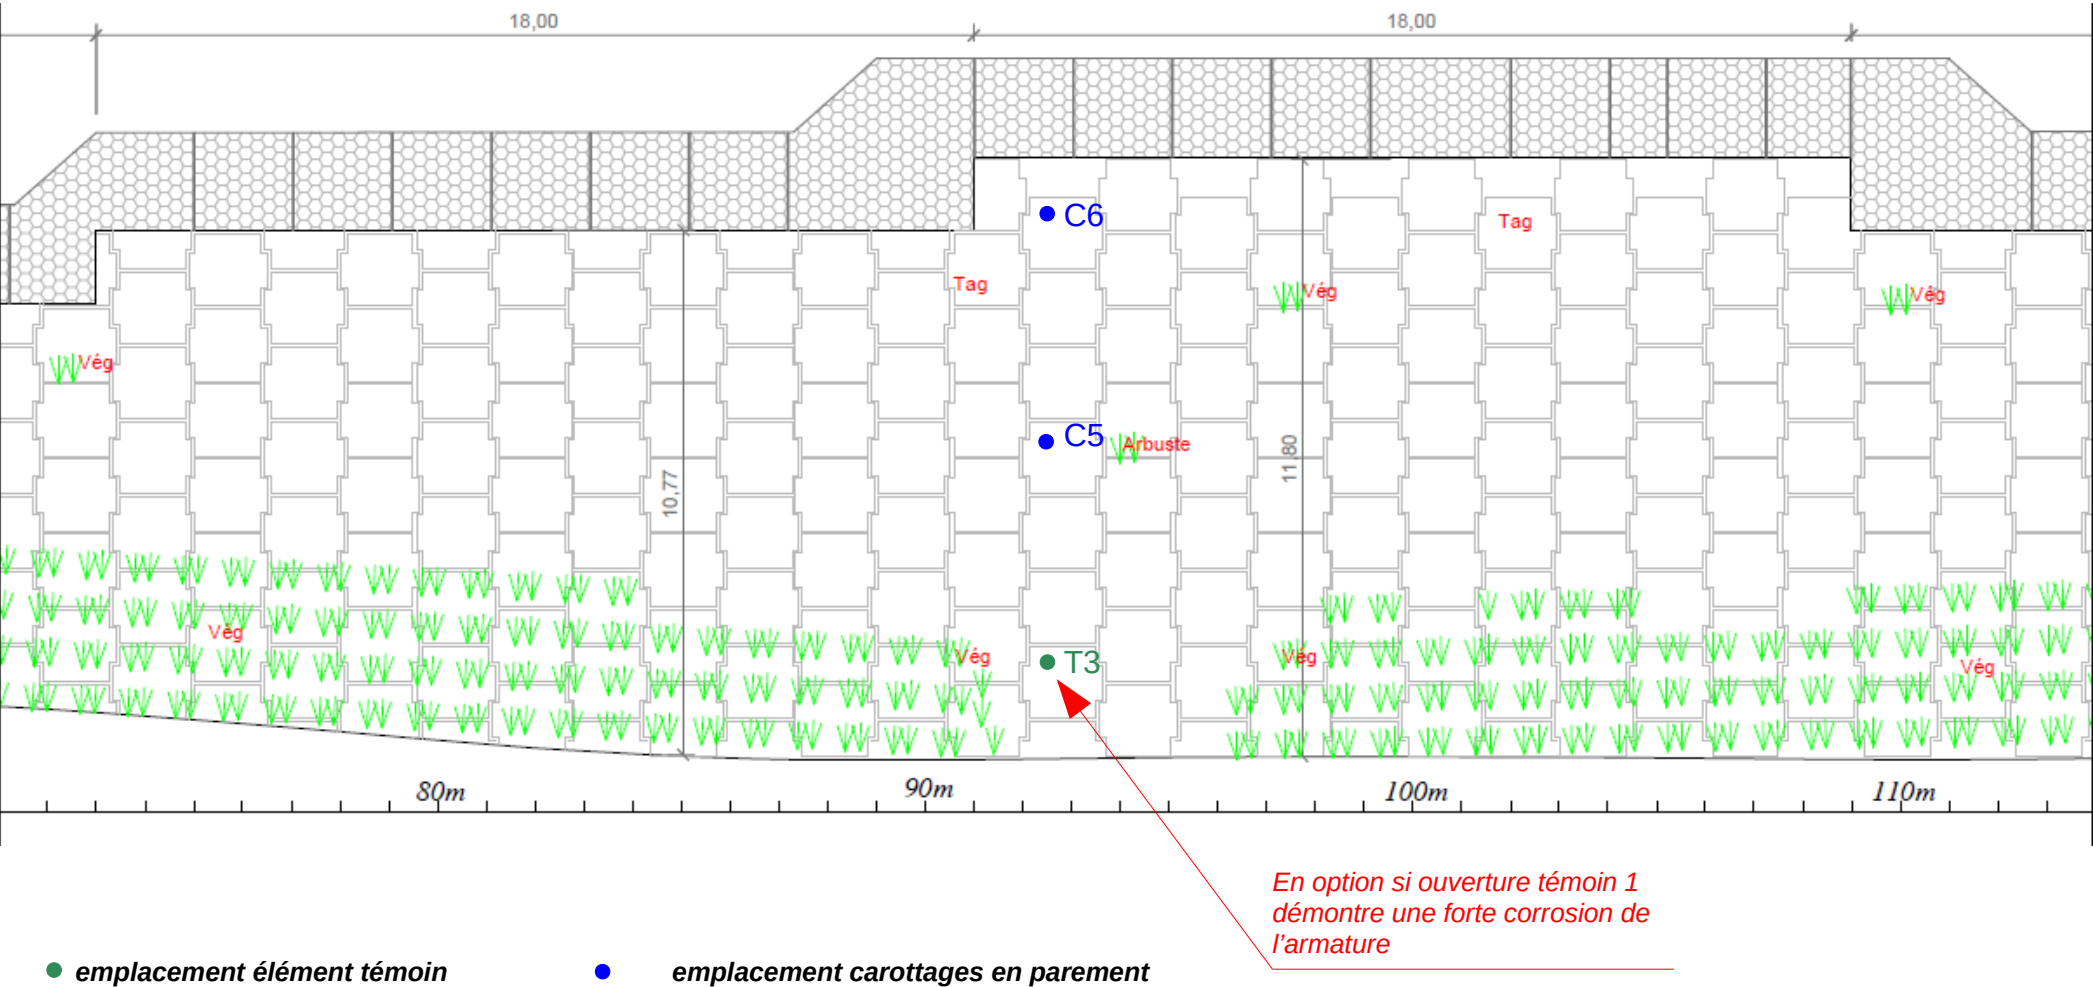 18,00
18,00
C6
Tag
Tag
Vég
Vég
Vég
C5
Arbuste
10,77
11,80
Vég
Vég
T3
Vég
Vég
80m
90m
100m
110m
En option si ouverture témoin 1
démontre une forte corrosion de
l'armature
emplacement élément témoin
emplacement carottages en parement